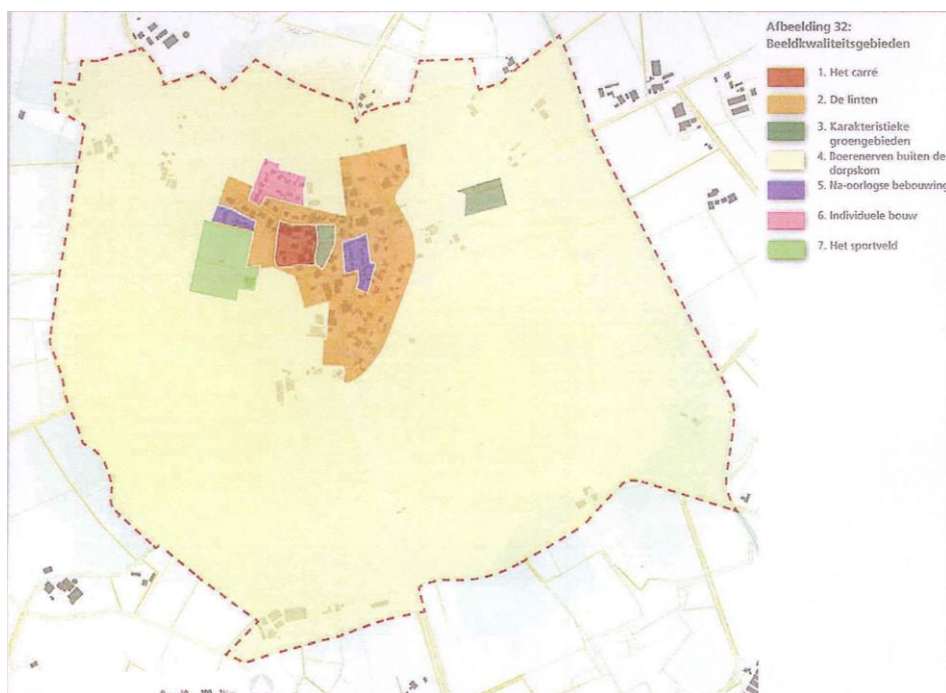 Afbeelding 32:
Beeldkwaliteitsgebieden
1. Het carré
2. De linten
3. Karakteristieke
groengebieden
4. Boerenerven buiten de
dorpskom
5. Na-oorlogse bebouwing
6. Individuele bouw
7. Het sportveld